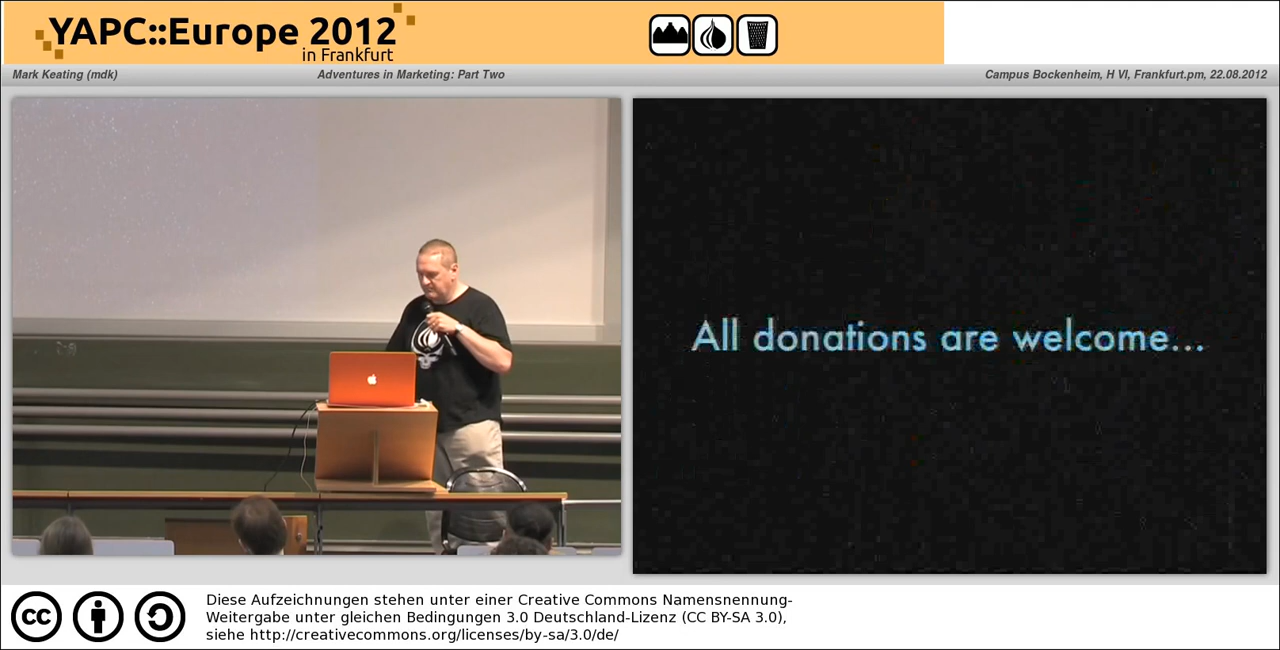 YAPC::Europe 2012
in Frankfurt
Mark Keating (mdk) Adventures in Marketing: Part Two Campus Bockenheim, H VI, Frankfurt.pm, 22.08.2012
All donations are welcome...
cc
Diese Aufzeichnungen stehen unter einer Creative Commons Namensnennung-
Weitergabe unter gleichen Bedingungen 3.0 Deutschland-Lizenz (CC BY-SA 3.0),
siehe http://creativecommons.org/licenses/by-sa/3.0/de/